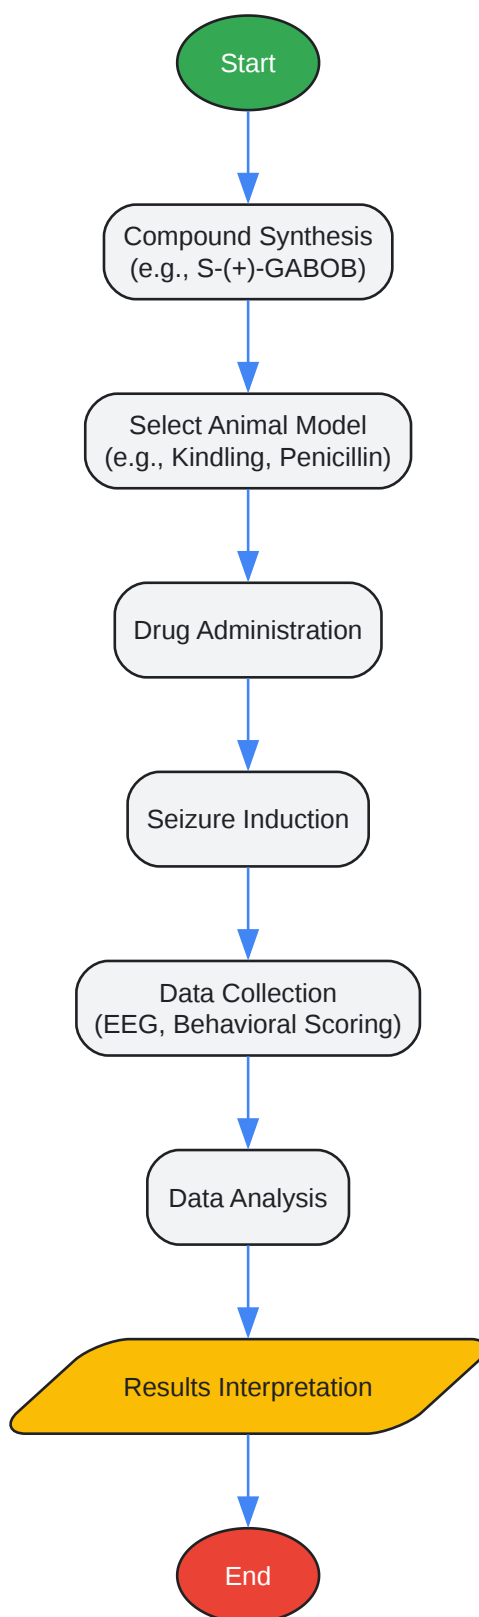 Start
Compound Synthesis
(e.g., S-(+)-GABOB)
Select Animal Model
(e.g., Kindling, Penicillin)
Drug Administration
Seizure Induction
Data Collection
(EEG, Behavioral Scoring)
Data Analysis
Results Interpretation
End